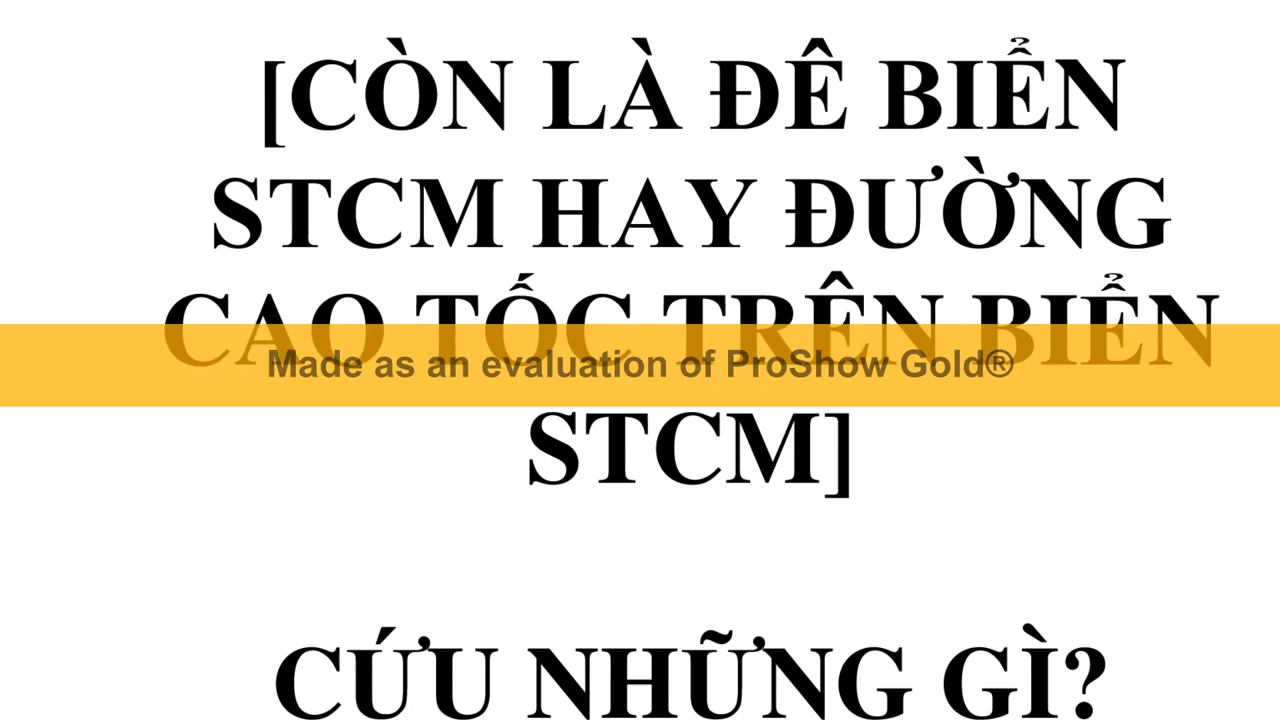 [CÒN LÀ ĐÊ BIỂN
STCM HAY ĐƯỜNG
CAO TỐC TRÊN BIỂN
Made as an evaluation of ProShow Gold®
STCM]
CỨU NHỮNG GÌ?